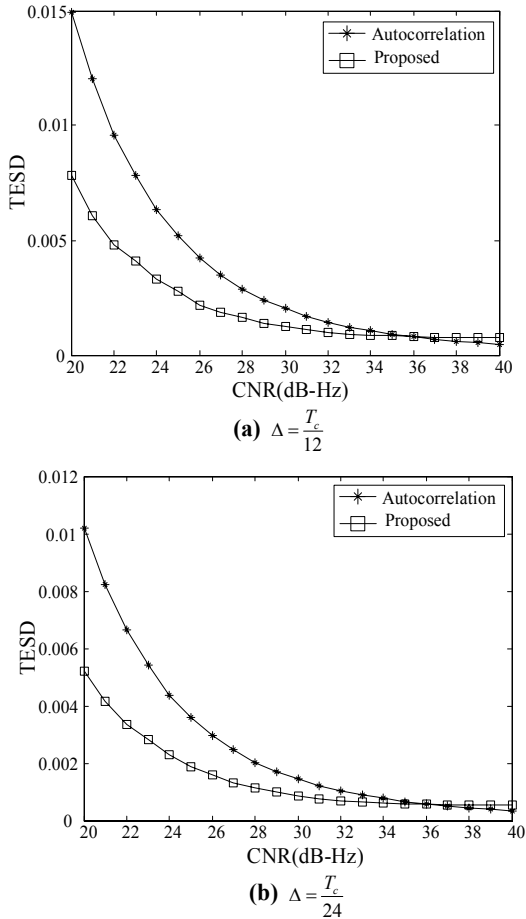 0.015
Autocorrelation
Proposed
0.01
TESD
0.005
0
20 22 24 26 28 30 32 34 36 38 40
CNR(dB-Hz)
(a) Δ = T_c/12
0.012
Autocorrelation
Proposed
0.01
0.008
TESD
0.006
0.004
0.002
0
20 22 24 26 28 30 32 34 36 38 40
CNR(dB-Hz)
(b) Δ = T_c/24